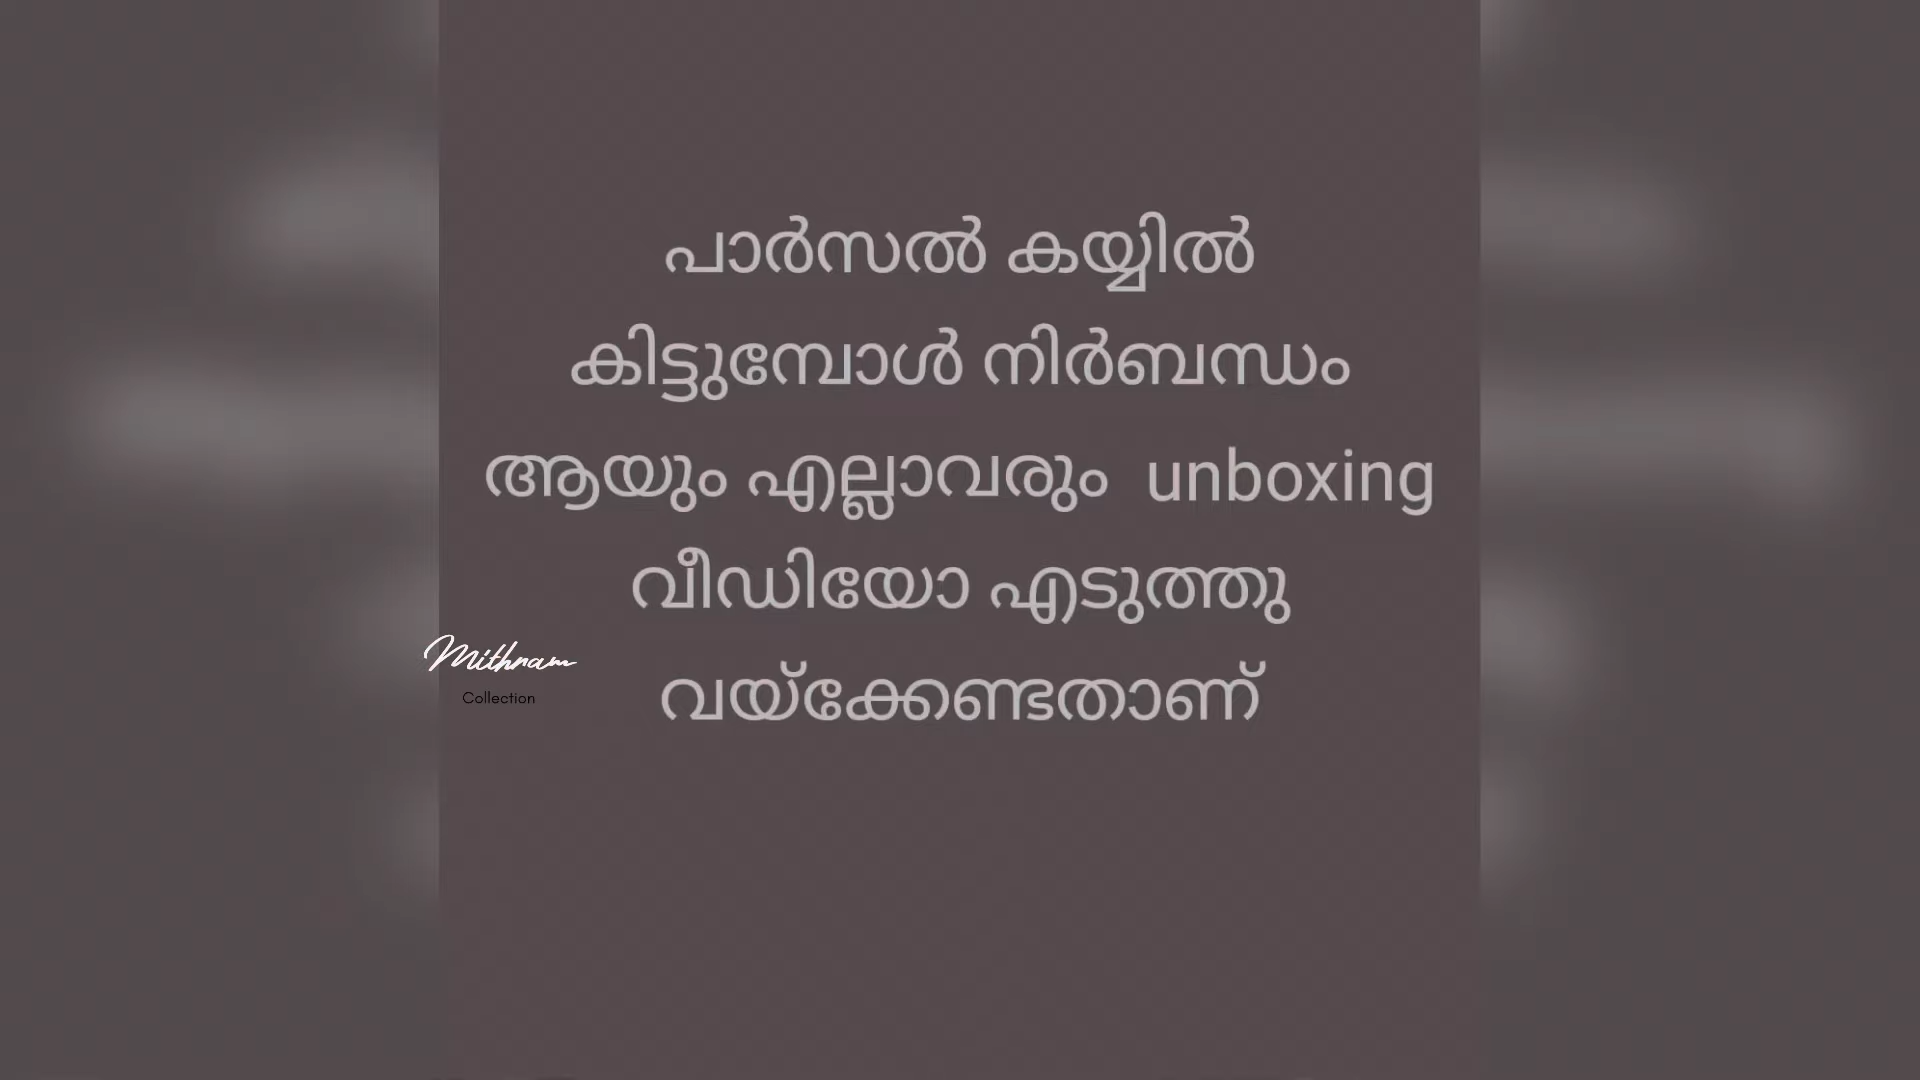 പാർസൽ കയ്യിൽ
കിട്ടുമ്പോൾ നിർബന്ധം
ആയും എല്ലാവരും unboxing
വീഡിയോ എടുത്തു
വയ്ക്കേണ്ടതാണ്
Mithram
Collection